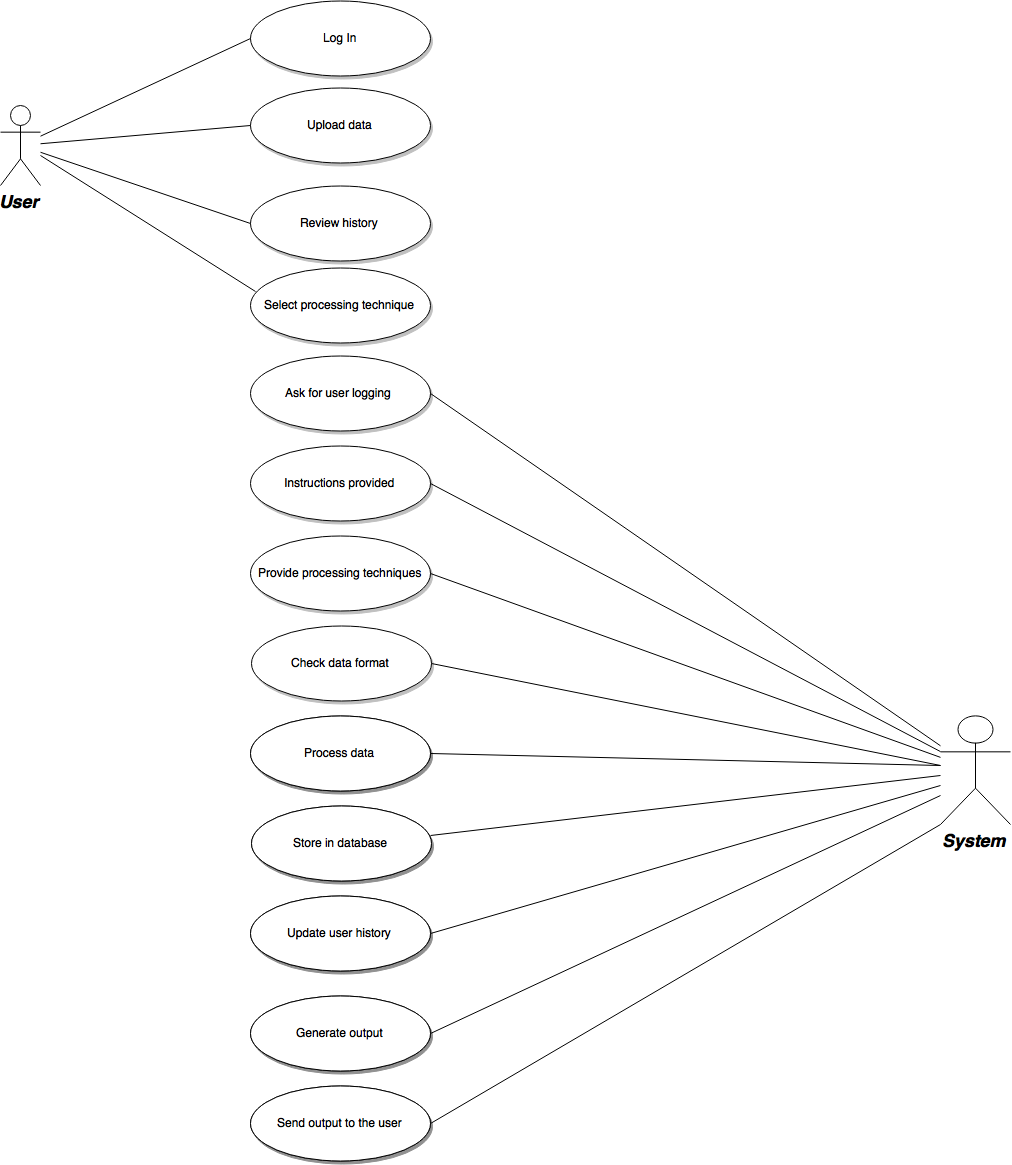 Log In
Upload data
User
Review history
Select processing technique
Ask for user logging
Instructions provided
Provide processing techniques
Check data format
Process data
Store in database
System
Update user history
Generate output
Send output to the user